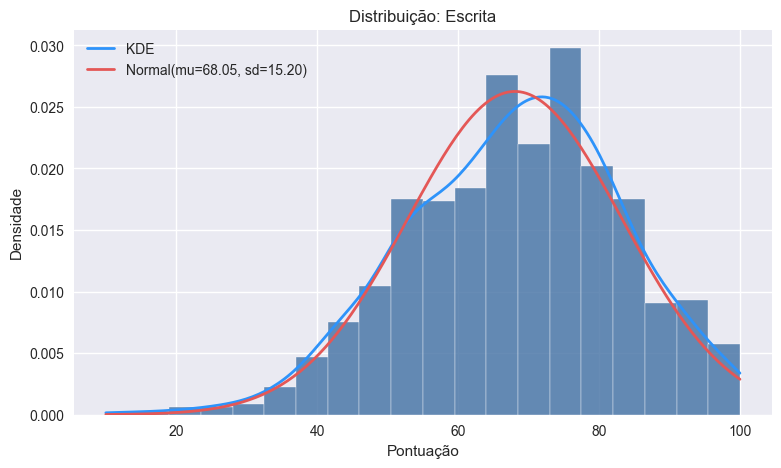 Distribuição: Escrita
KDE
Normal(mu=68.05, sd=15.20)
0.030
0.025
0.020
0.015
0.010
0.005
0.000
Densidade
20
40
60
80
100
Pontuação